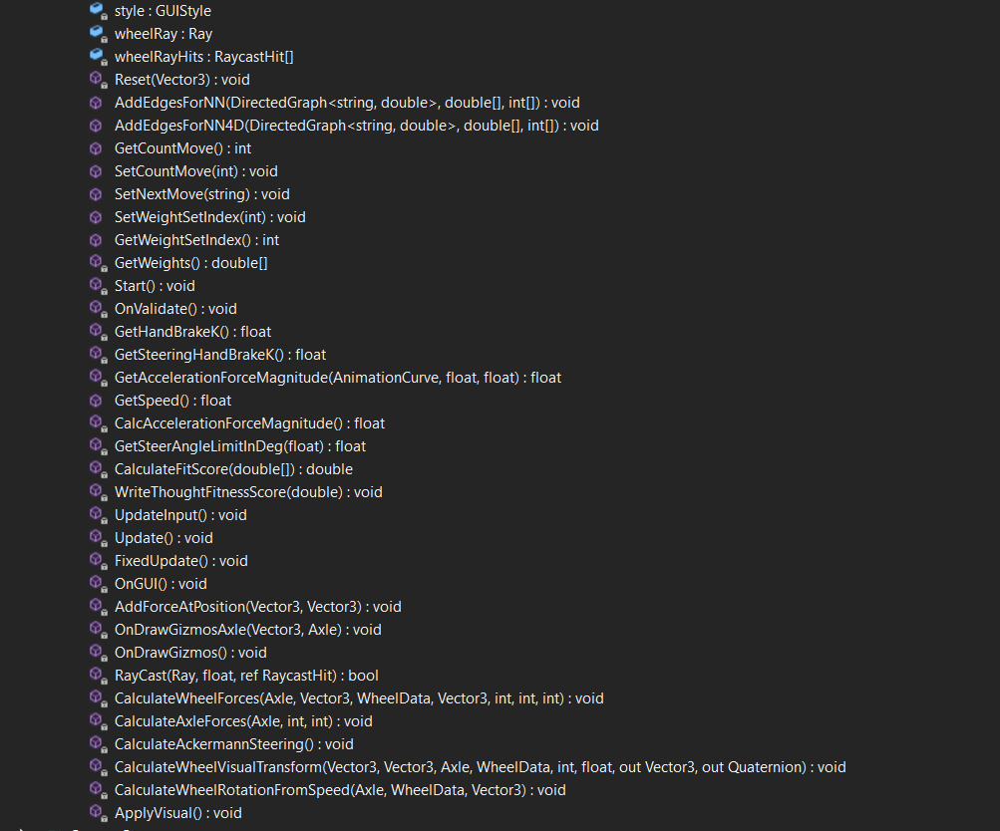 style : GUIStyle
wheelRay : Ray
wheelRayHits : RaycastHit[]
Reset(Vector3) : void
AddEdgesForNN(DirectedGraph<string, double>, double[], int[]) : void
AddEdgesForNN4D(DirectedGraph<string, double>, double[], int[]) : void
GetCountMove() : int
SetCountMove(int) : void
SetNextMove(string) : void
SetWeightSetIndex(int) : void
GetWeightSetIndex() : int
GetWeights() : double[]
Start() : void
OnValidate() : void
GetHandBrakeK() : float
GetSteeringHandBrakeK() : float
GetAccelerationForceMagnitude(AnimationCurve, float, float) : float
GetSpeed() : float
CalcAccelerationForceMagnitude() : float
GetSteerAngleLimitInDeg(float) : float
CalculateFitScore(double[]) : double
WriteThoughtFitnessScore(double) : void
UpdateInput() : void
Update() : void
FixedUpdate() : void
OnGUI() : void
AddForceAtPosition(Vector3, Vector3) : void
OnDrawGizmosAxle(Vector3, Axle) : void
OnDrawGizmos() : void
RayCast(Ray, float, ref RaycastHit) : bool
CalculateWheelForces(Axle, Vector3, WheelData, Vector3, int, int, int) : void
CalculateAxleForces(Axle, int, int) : void
CalculateAckermannSteering() : void
CalculateWheelVisualTransform(Vector3, Vector3, Axle, WheelData, int, float, out Vector3, out Quaternion) : void
CalculateWheelRotationFromSpeed(Axle, WheelData, Vector3) : void
ApplyVisual() : void